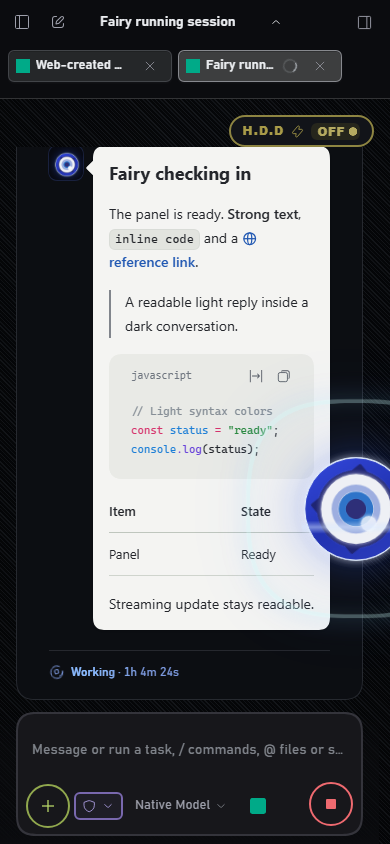 Fairy running session
Web-created ...
Fairy runn...
H.D.D OFF
Fairy checking in
The panel is ready. Strong text,
inline code and a
reference link.
A readable light reply inside a
dark conversation.
javascript
// Light syntax colors
const status = "ready";
console.log(status);
Item State
Panel Ready
Streaming update stays readable.
Working · 1h 4m 24s
Message or run a task, / commands, @ files or s...
Native Model